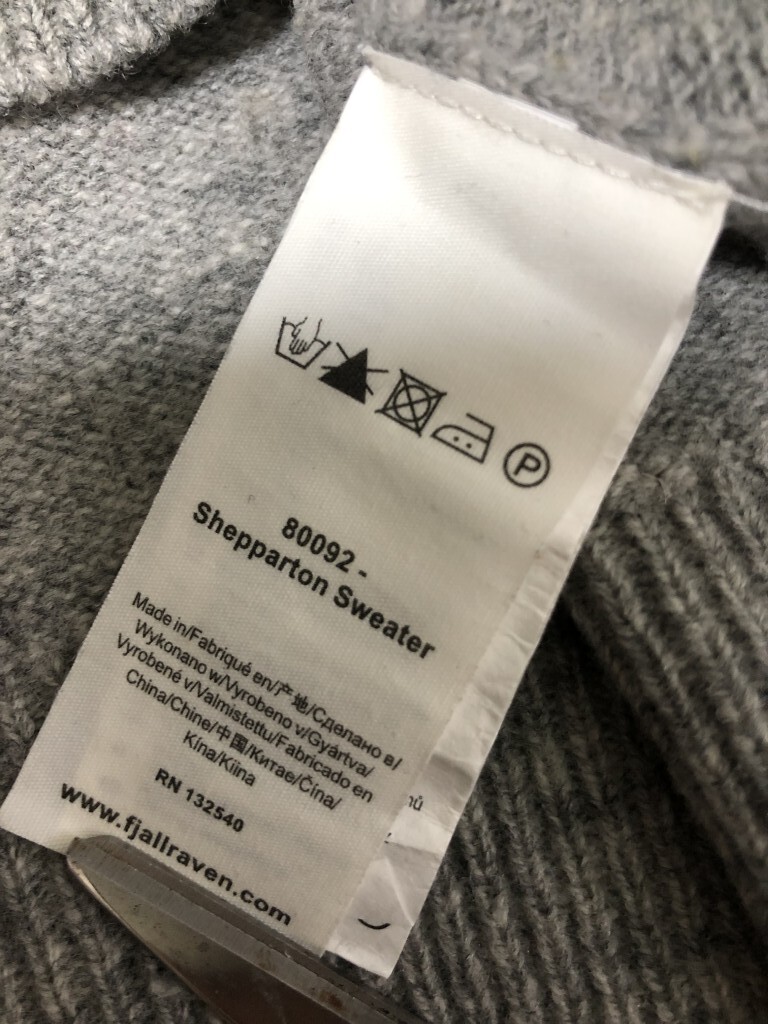 P
80092 -
Shepparton Sweater
Made in/Fabriqué en/产地/Сделано в/
Wykonano w/Vyrobeno v/Gyártva/
Vyrobené v/Valmistettu/Fabricado en
China/Chine/中国/Китае/Čína/
Kína/Kiina
RN 132540
www.fjallraven.com